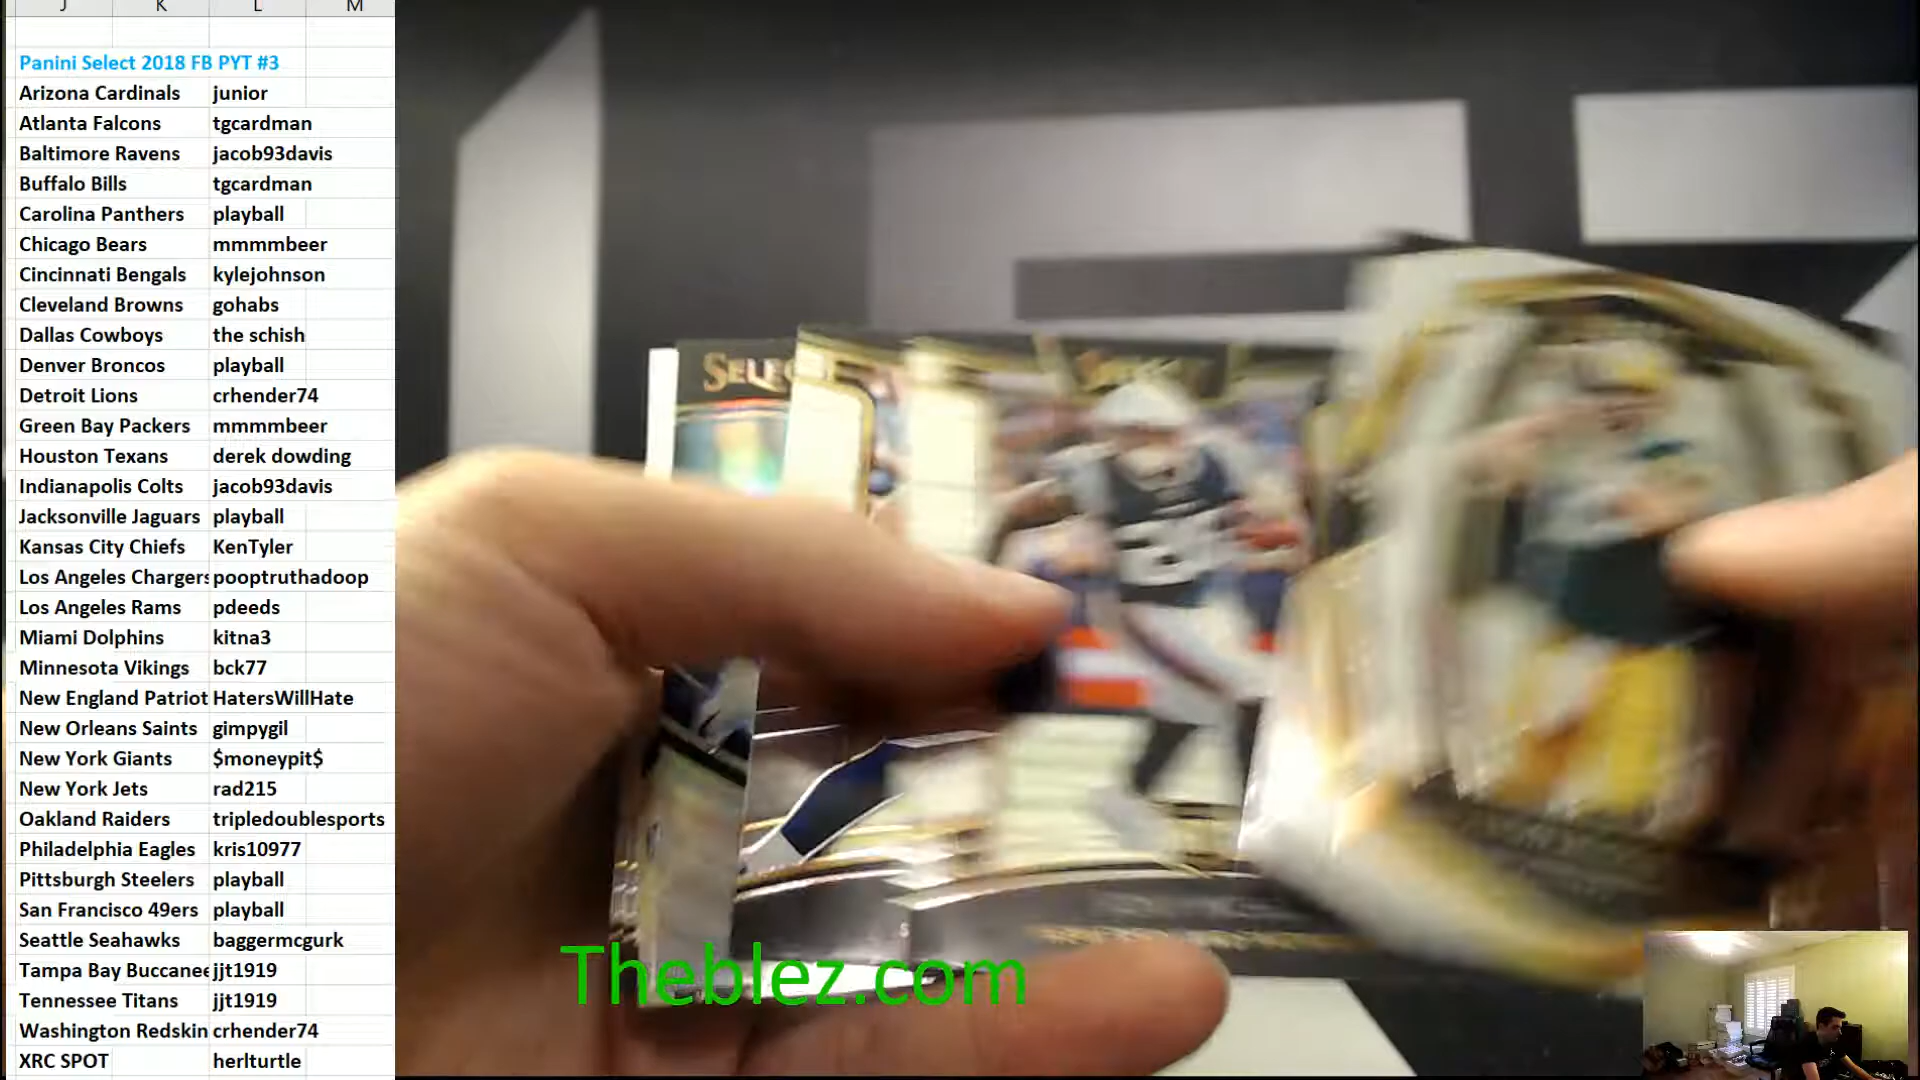 J K L M
Panini Select 2018 FB PYT #3
Arizona Cardinals junior
Atlanta Falcons tgcardman
Baltimore Ravens jacob93davis
Buffalo Bills tgcardman
Carolina Panthers playball
Chicago Bears mmmmbeer
Cincinnati Bengals kylejohnson
Cleveland Browns gohabs
Dallas Cowboys the schish
Denver Broncos playball
Detroit Lions crhender74
Green Bay Packers mmmmbeer
Houston Texans derek dowding
Indianapolis Colts jacob93davis
Jacksonville Jaguars playball
Kansas City Chiefs KenTyler
Los Angeles Chargers pooptruthadoop
Los Angeles Rams pdeeds
Miami Dolphins kitna3
Minnesota Vikings bck77
New England Patriot HatersWillHate
New Orleans Saints gimpygil
New York Giants $moneypit$
New York Jets rad215
Oakland Raiders tripledoublesports
Philadelphia Eagles kris10977
Pittsburgh Steelers playball
San Francisco 49ers playball
Seattle Seahawks baggermcgurk
Tampa Bay Buccanee jjt1919
Tennessee Titans jjt1919
Washington Redskin crhender74
XRC SPOT herlturtle
SELECT
Theblez.com